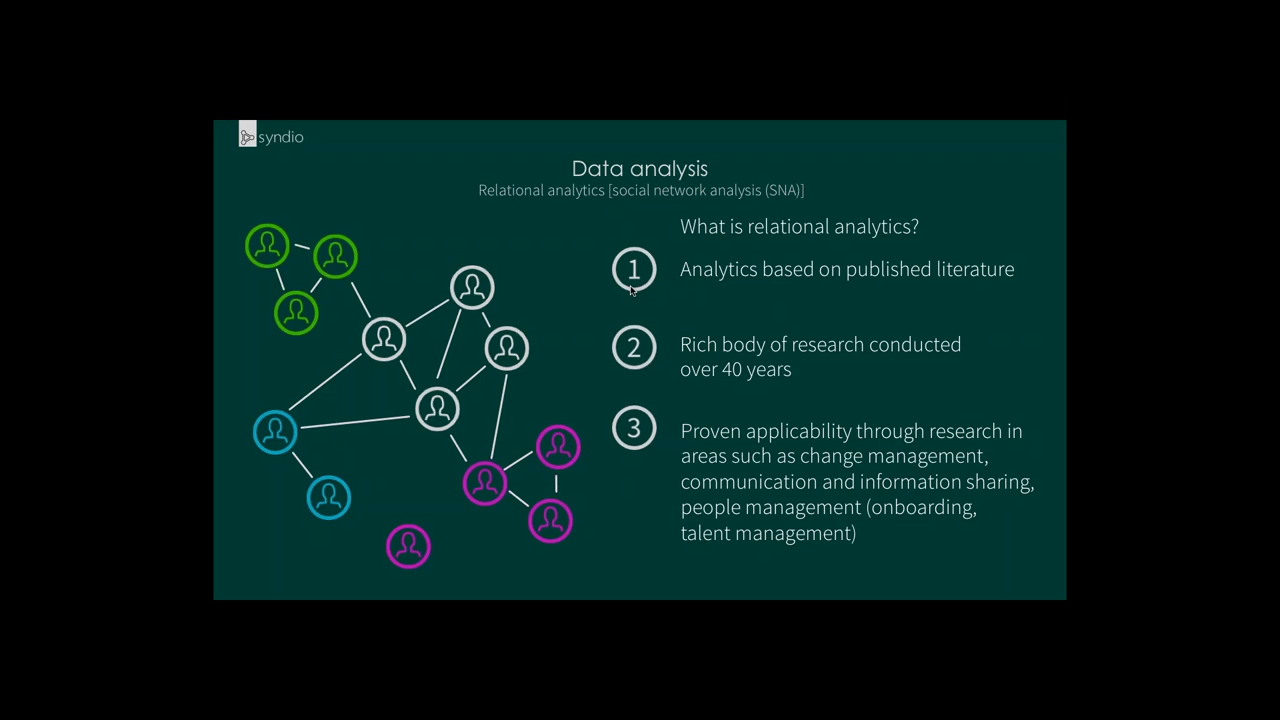 syndio
Data analysis
Relational analytics [social network analysis (SNA)]
What is relational analytics?
1
Analytics based on published literature
2
Rich body of research conducted
over 40 years
3
Proven applicability through research in
areas such as change management,
communication and information sharing,
people management (onboarding,
talent management)